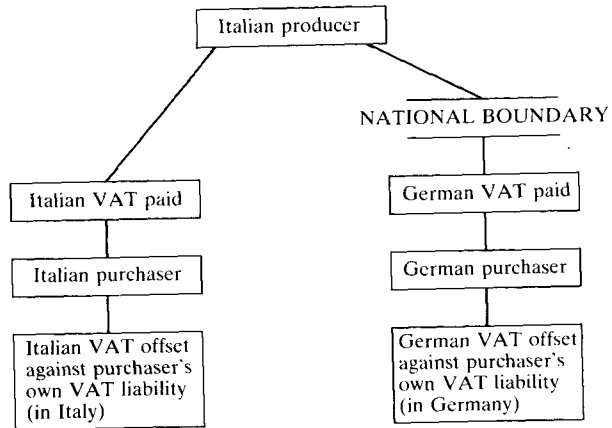 Italian producer
NATIONAL BOUNDARY
Italian VAT paid
German VAT paid
Italian purchaser
German purchaser
Italian VAT offset
against purchaser's
own VAT liability
(in Italy)
German VAT offset
against purchaser's
own VAT liability
(in Germany)